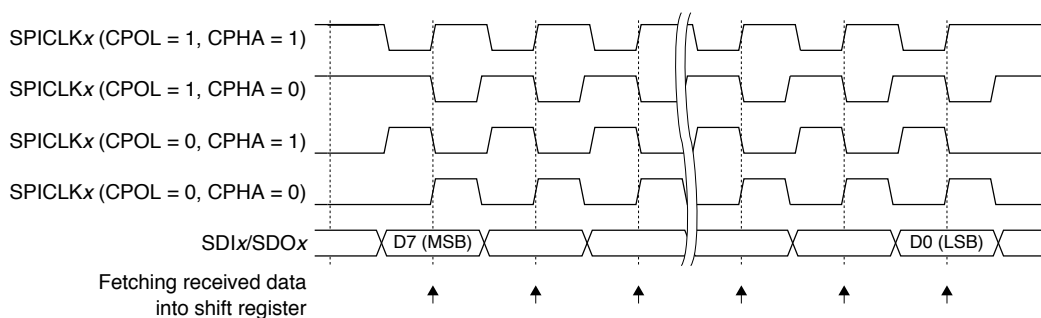 SPICLKx (CPOL = 1, CPHA = 1)
SPICLKx (CPOL = 1, CPHA = 0)
SPICLKx (CPOL = 0, CPHA = 1)
SPICLKx (CPOL = 0, CPHA = 0)
SDIx/SDOx
D7 (MSB)
D0 (LSB)
Fetching received data
into shift register